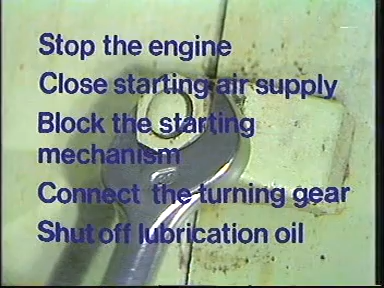 Stop the engine
Close starting air supply
Block the starting
mechanism
Connect the turning gear
Shut off lubrication oil